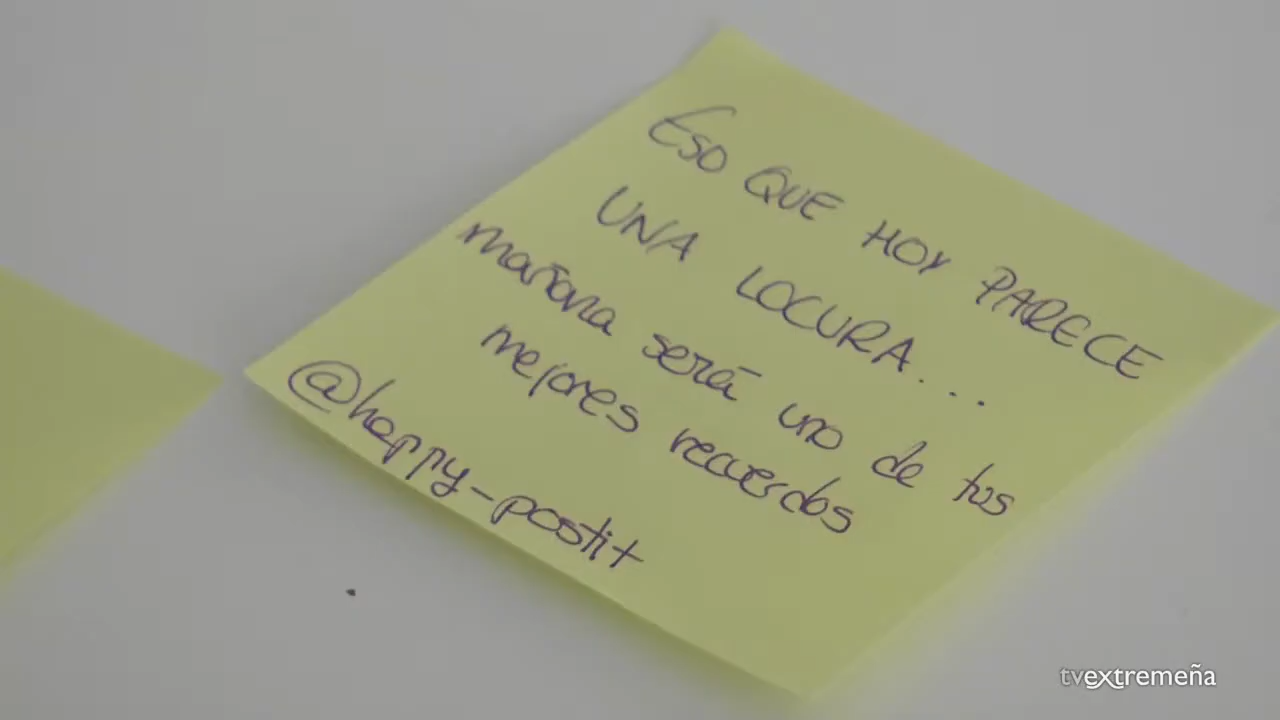 Eso QUE HOY PARECE
UNA LOCURA...
mañana será uno de tus
mejores recuerdos
@happy-postit
tvextremeña